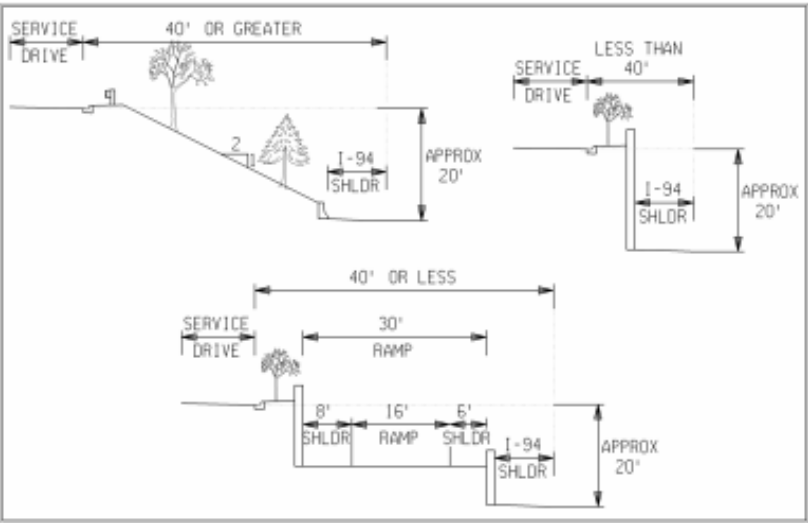 SERVICE
DRIVE
40' OR GREATER
2
1
I-94
SHLDR
APPROX
20'
LESS THAN
40'
SERVICE
DRIVE
I-94
SHLDR
APPROX
20'
40' OR LESS
SERVICE
DRIVE
30'
RAMP
8'
SHLDR
16'
RAMP
6'
SHLDR
I-94
SHLDR
APPROX
20'